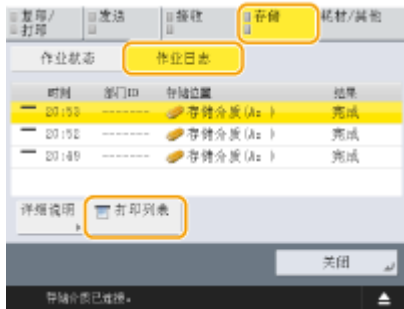 复印/打印 发送 接收 存储 耗材/其他
作业状态 作业日志
时刻 部门ID 存储位置 结果
20:53 ------- 存储介质(A: ) 完成
20:52 ------- 存储介质(A: ) 完成
20:49 ------- 存储介质(A: ) 完成
详细说明 打印列表
关闭
存储介质已连接。